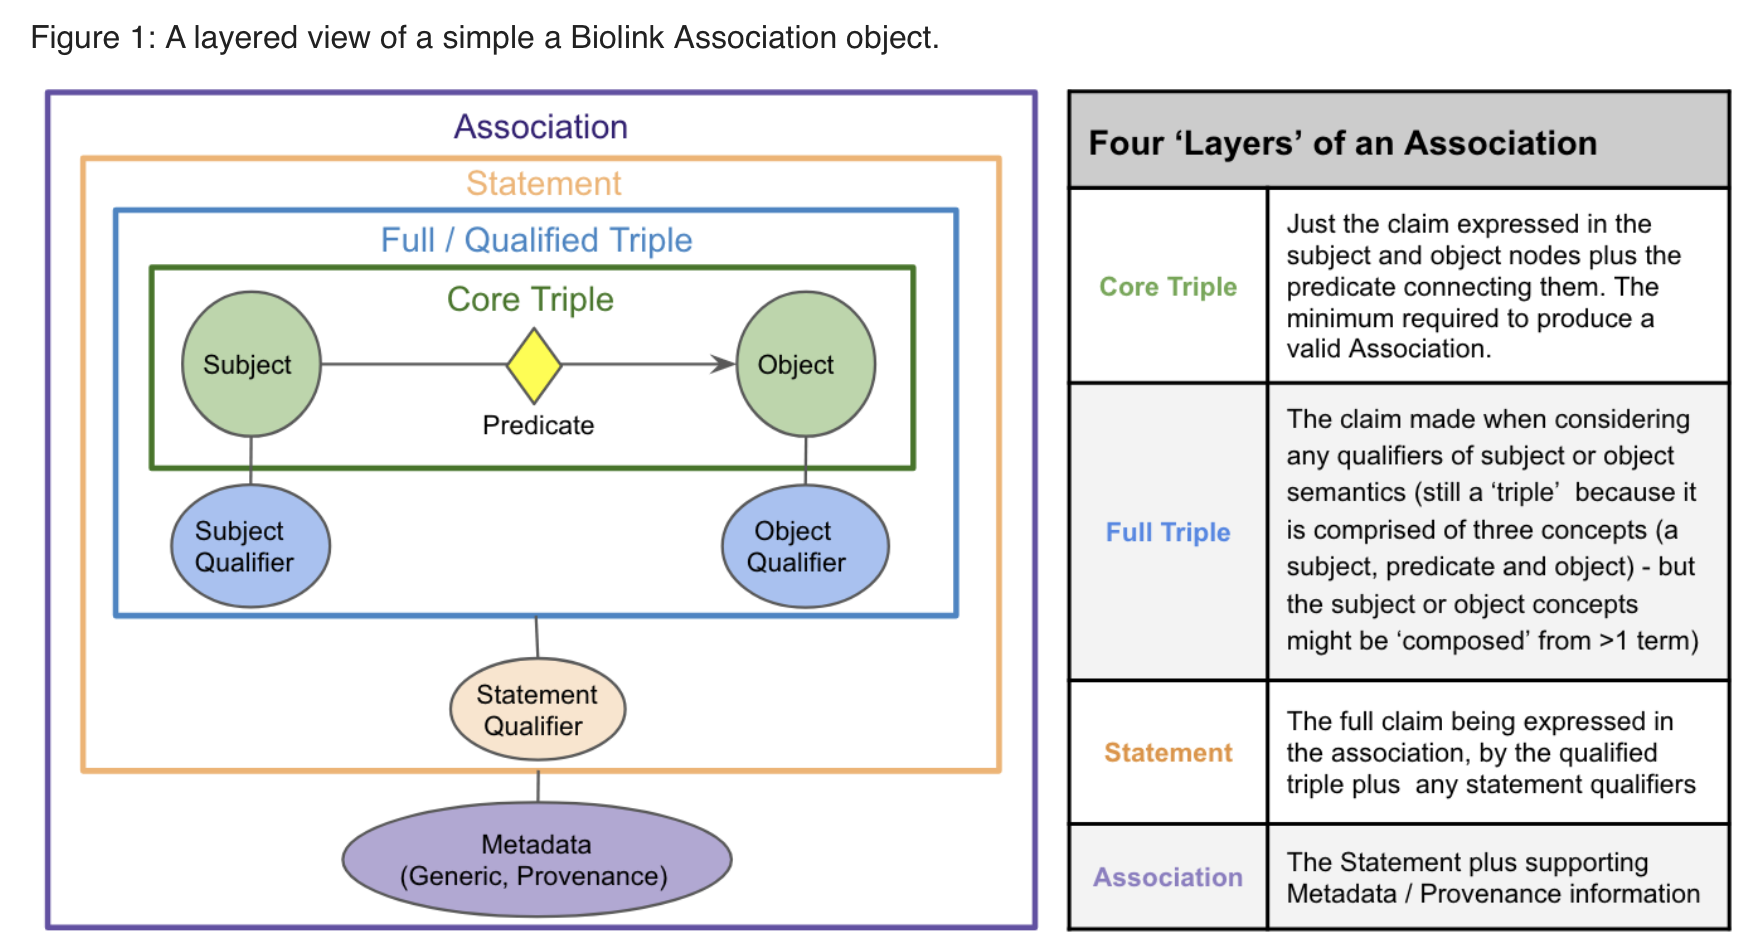 Figure 1: A layered view of a simple a Biolink Association object.
Association
Statement
Full / Qualified Triple
Core Triple
Subject
Object
Predicate
Subject
Qualifier
Object
Qualifier
Statement
Qualifier
Metadata
(Generic, Provenance)
Four ‘Layers’ of an Association
Core Triple
Just the claim expressed in the
subject and object nodes plus the
predicate connecting them. The
minimum required to produce a
valid Association.
Full Triple
The claim made when considering
any qualifiers of subject or object
semantics (still a ‘triple’  because it
is comprised of three concepts (a
subject, predicate and object) - but
the subject or object concepts
might be ‘composed’ from >1 term)
Statement
The full claim being expressed in
the association, by the qualified
triple plus  any statement qualifiers
Association
The Statement plus supporting
Metadata / Provenance information